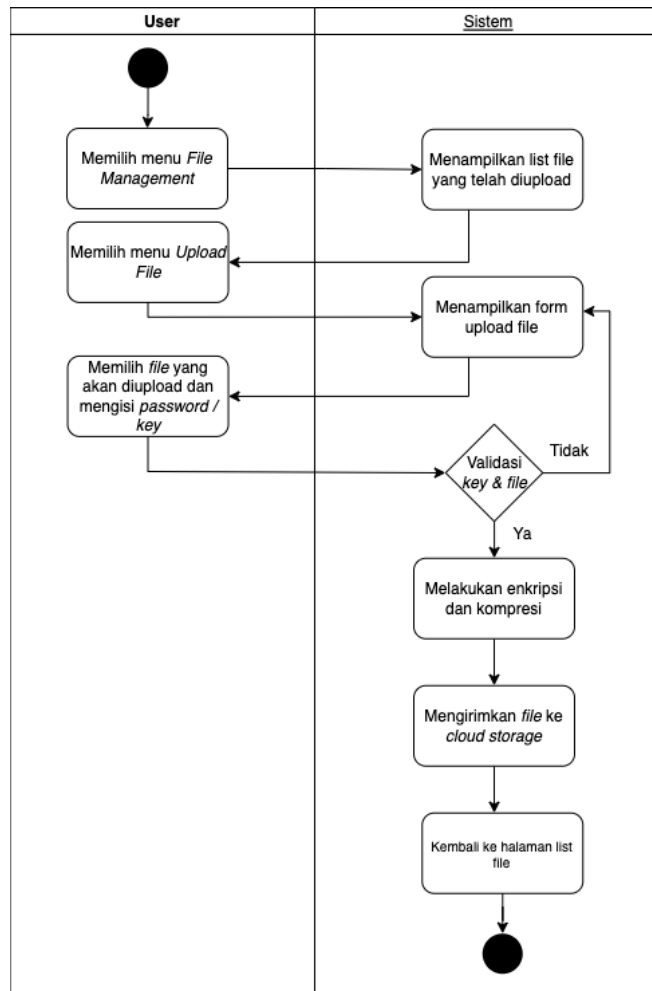 User
Sistem
Memilih menu File
Management
Menampilkan list file
yang telah diupload
Memilih menu Upload
File
Menampilkan form
upload file
Memilih file yang
akan diupload dan
mengisi password /
key
Validasi
key & file
Tidak
Ya
Melakukan enkripsi
dan kompresi
Mengirimkan file ke
cloud storage
Kembali ke halaman list
file